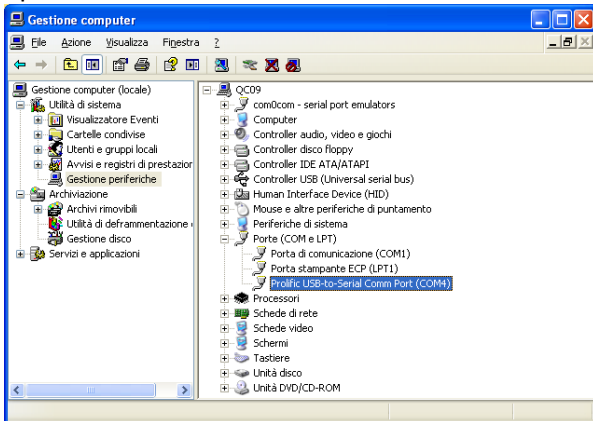 Gestione computer
File Azione Visualizza Finestra ?
Gestione computer (locale)
Utilità di sistema
Visualizzatore Eventi
Cartelle condivise
Utenti e gruppi locali
Avvisi e registri di prestazior
Gestione periferiche
Archiviazione
Archivi rimovibili
Utilità di deframmentazione
Gestione disco
Servizi e applicazioni
QC09
com0com - serial port emulators
Computer
Controller audio, video e giochi
Controller disco floppy
Controller IDE ATA/ATAPI
Controller USB (Universal serial bus)
Human Interface Device (HID)
Mouse e altre periferiche di puntamento
Periferiche di sistema
Porte (COM e LPT)
Porta di comunicazione (COM1)
Porta stampante ECP (LPT1)
Prolific USB-to-Serial Comm Port (COM4)
Processori
Schede di rete
Schede video
Schermi
Tastiere
Unità disco
Unità DVD/CD-ROM